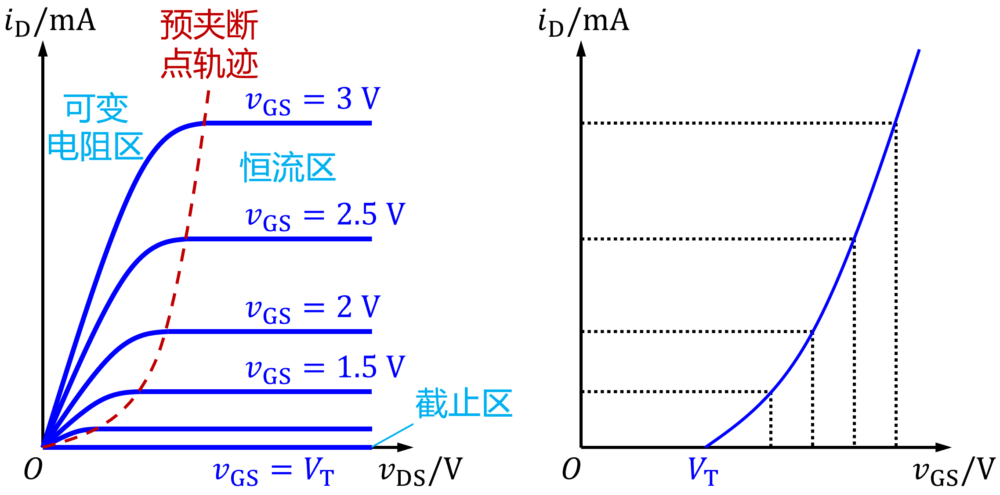 i_D/mA
预夹断
点轨迹
可变
电阻区
v_GS = 3 V
恒流区
v_GS = 2.5 V
v_GS = 2 V
v_GS = 1.5 V
截止区
O
v_GS = V_T
v_DS/V
i_D/mA
O
V_T
v_GS/V